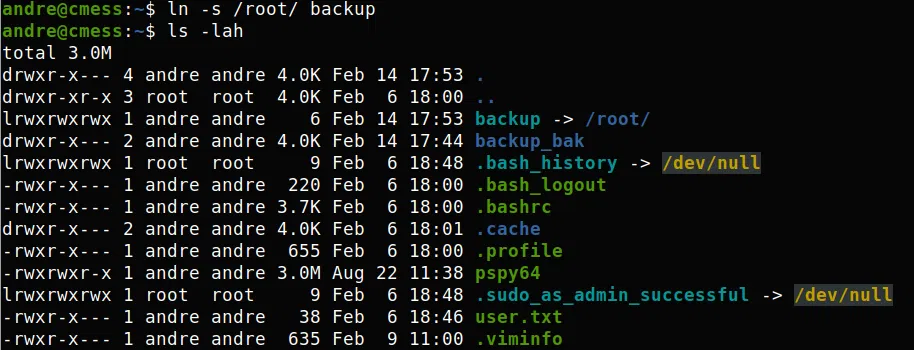 andre@cmess:~$ ln -s /root/ backup
andre@cmess:~$ ls -lah
total 3.0M
drwxr-x--- 4 andre andre 4.0K Feb 14 17:53 .
drwxr-xr-x 3 root  root  4.0K Feb  6 18:00 ..
lrwxrwxrwx 1 andre andre    6 Feb 14 17:53 backup -> /root/
drwxr-x--- 2 andre andre 4.0K Feb 14 17:44 backup_bak
lrwxrwxrwx 1 root  root     9 Feb  6 18:48 .bash_history -> /dev/null
-rwxr-x--- 1 andre andre  220 Feb  6 18:00 .bash_logout
-rwxr-x--- 1 andre andre 3.7K Feb  6 18:00 .bashrc
drwxr-x--- 2 andre andre 4.0K Feb  6 18:01 .cache
-rwxr-x--- 1 andre andre  655 Feb  6 18:00 .profile
-rwxrwxr-x 1 andre andre 3.0M Aug 22 11:38 pspy64
lrwxrwxrwx 1 root  root     9 Feb  6 18:48 .sudo_as_admin_successful -> /dev/null
-rwxr-x--- 1 andre andre   38 Feb  6 18:46 user.txt
-rwxr-x--- 1 andre andre  635 Feb  9 11:00 .viminfo